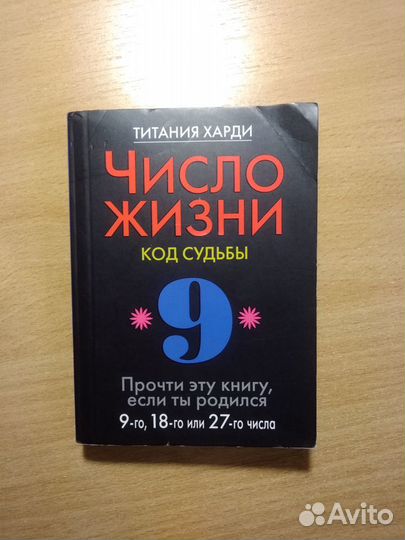 ТИТАНИЯ ХАРДИ
ЧИСЛО
ЖИЗНИ
КОД СУДЬБЫ
*9*
Прочти эту книгу,
если ты родился
9-го, 18-го или 27-го числа
Avito